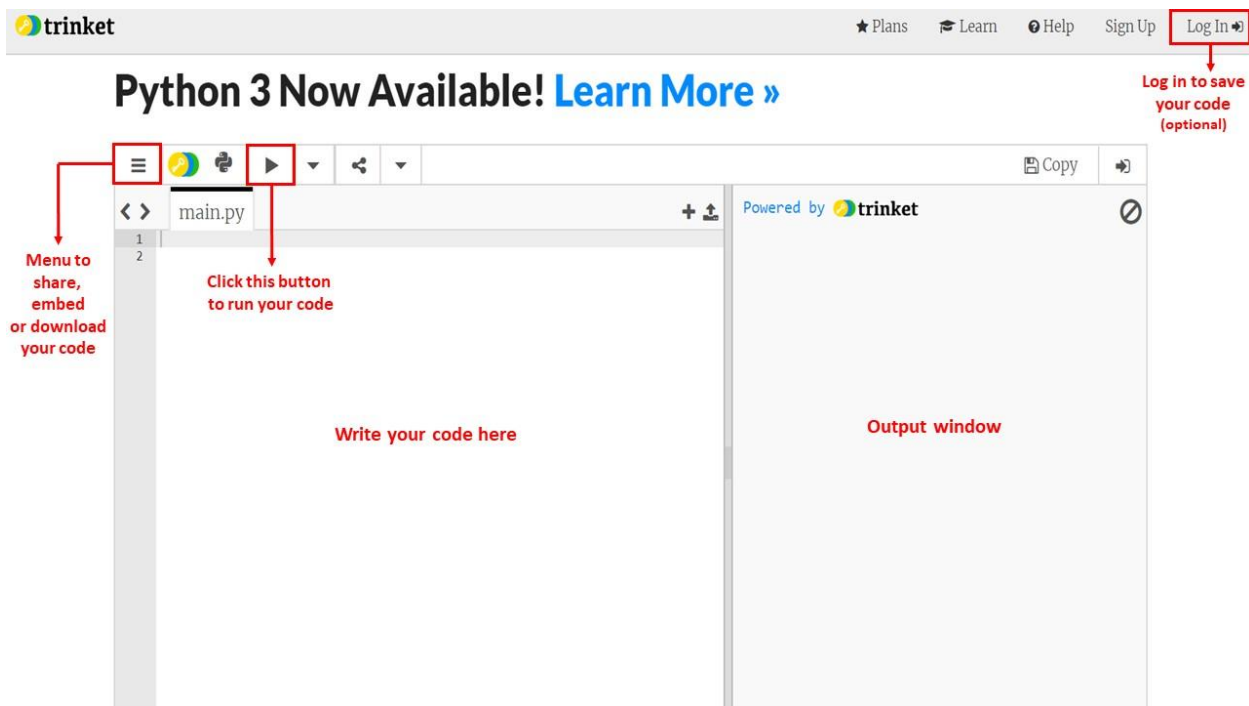 trinket
Plans Learn Help Sign Up Log In
Python 3 Now Available! Learn More »
Log in to save
your code
(optional)
Copy
< > main.py
Powered by trinket
1
2
Menu to
share,
embed
or download
your code
Click this button
to run your code
Write your code here
Output window